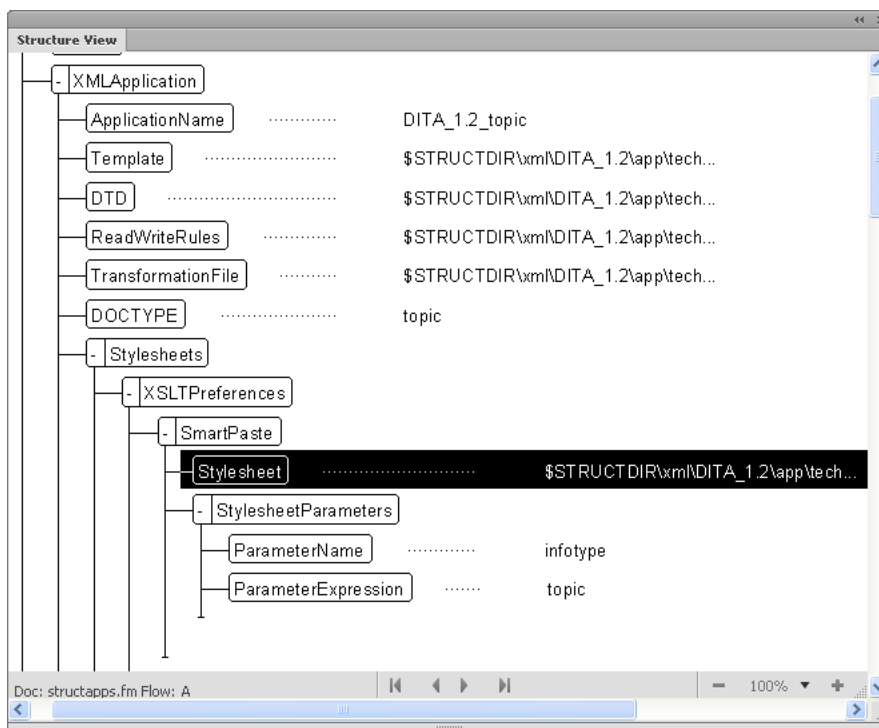 Structure View
XMLApplication
ApplicationName DITA_1.2_topic
Template $STRUCTDIR\xml\DITA_1.2\app\tech...
DTD $STRUCTDIR\xml\DITA_1.2\app\tech...
ReadWriteRules $STRUCTDIR\xml\DITA_1.2\app\tech...
TransformationFile $STRUCTDIR\xml\DITA_1.2\app\tech...
DOCTYPE topic
Stylesheets
XSLTPreferences
SmartPaste
Stylesheet $STRUCTDIR\xml\DITA_1.2\app\tech...
StylesheetParameters
ParameterName infotype
ParameterExpression topic
Doc: structapps.fm Flow: A 100%